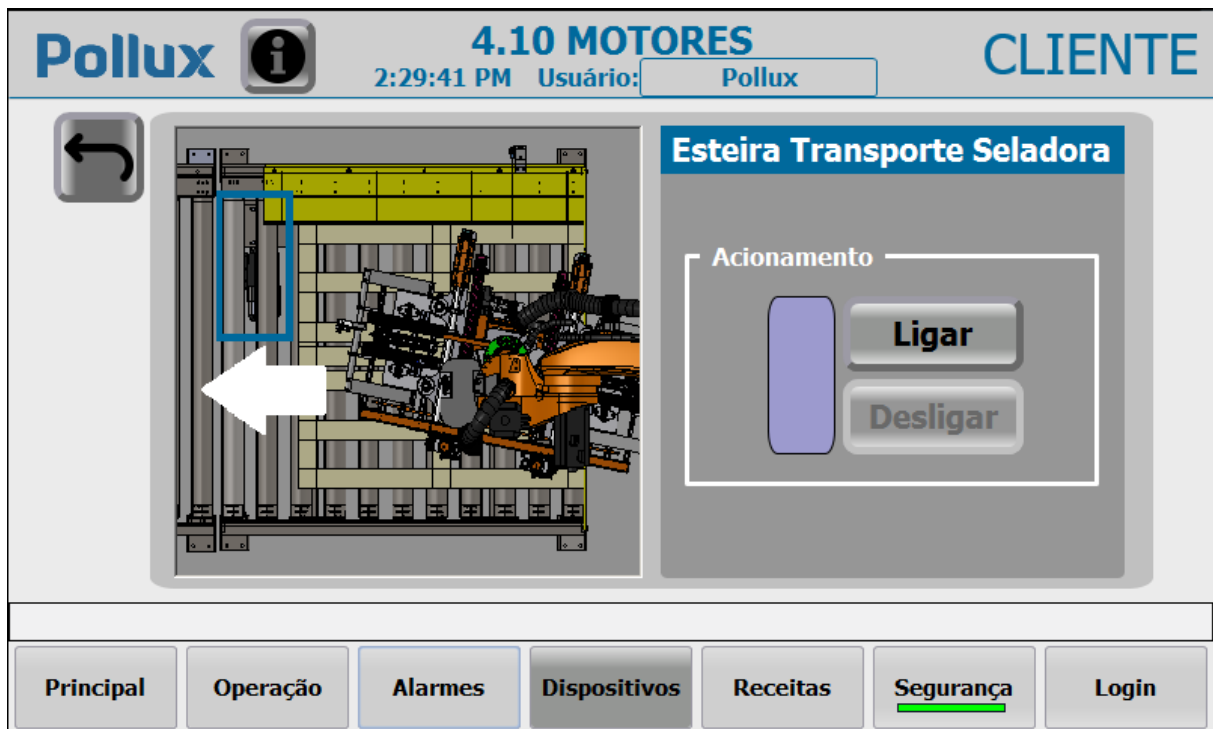 Pollux
4.10 MOTORES
CLIENTE
2:29:41 PM Usuário: Pollux
Esteira Transporte Seladora
Acionamento
Ligar
Desligar
Principal
Operação
Alarmes
Dispositivos
Receitas
Segurança
Login